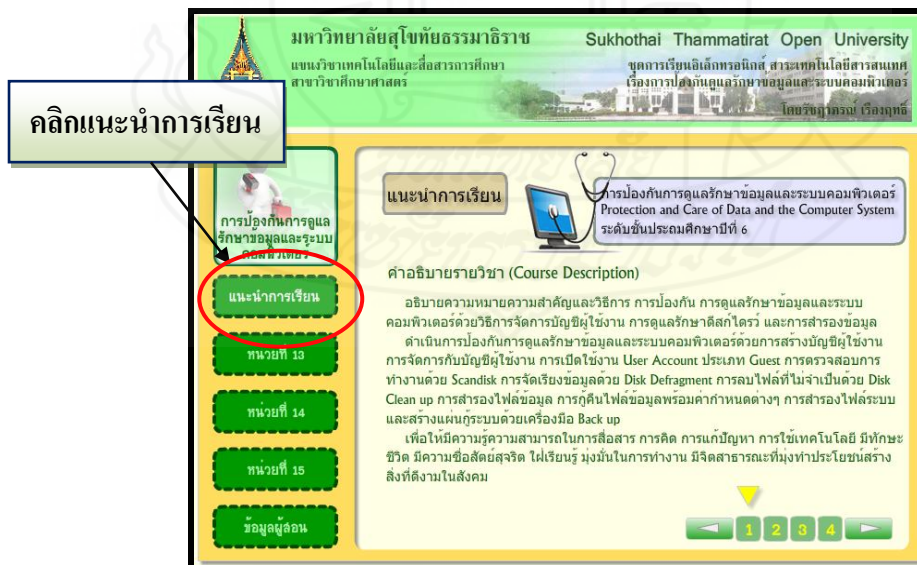 มหาวิทยาลัยสุโขทัยธรรมาธิราช
แขนงวิชาเทคโนโลยีและสื่อสารการศึกษา
สาขาวิชาศึกษาศาสตร์
Sukhothai Thammatirat Open University
ชุดการเรียนอิเล็กทรอนิกส์ สาระเทคโนโลยีสารสนเทศ
เรื่องการป้องกันดูแลรักษาข้อมูลและระบบคอมพิวเตอร์
คลิกแนะนำการเรียน
การป้องกันการดูแล
รักษาข้อมูลและระบบ
คอมพิวเตอร์
แนะนำการเรียน
หน่วยที่ 13
หน่วยที่ 14
หน่วยที่ 15
ข้อมูลผู้สอน
แนะนำการเรียน
การป้องกันการดูแลรักษาข้อมูลและระบบคอมพิวเตอร์
Protection and Care of Data and the Computer System
ระดับชั้นประถมศึกษาปีที่ 6
คำอธิบายรายวิชา (Course Description)
อธิบายความหมายความสำคัญและวิธีการ การป้องกัน การดูแลรักษาข้อมูลและระบบ
คอมพิวเตอร์ด้วยวิธีการจัดการบัญชีผู้ใช้งาน การดูแลรักษาดิสก์ไดรว์ และการสำรองข้อมูล
ดำเนินการป้องกันการดูแลรักษาข้อมูลและระบบคอมพิวเตอร์ด้วยการสร้างบัญชีผู้ใช้งาน
การจัดการกับบัญชีผู้ใช้งาน การเปิดใช้งาน User Account ประเภท Guest การตรวจสอบการ
ทำงานด้วย Scandisk การจัดเรียงข้อมูลด้วย Disk Defragment การลบไฟล์ที่ไม่จำเป็นด้วย Disk
Clean up การสำรองไฟล์ข้อมูล การกู้คืนไฟล์ข้อมูลพร้อมค่ากำหนดต่างๆ การสำรองไฟล์ระบบ
และสร้างแผ่นกู้ระบบด้วยเครื่องมือ Back up
เพื่อให้มีความรู้ความสามารถในการสื่อสาร การคิด การแก้ปัญหา การใช้เทคโนโลยี มีทักษะ
ชีวิต มีความซื่อสัตย์สุจริต ใฝ่เรียนรู้ มุ่งมั่นในการทำงาน มีจิตสาธารณะที่มุ่งทำประโยชน์สร้าง
สิ่งที่ดีงามในสังคม
1 2 3 4